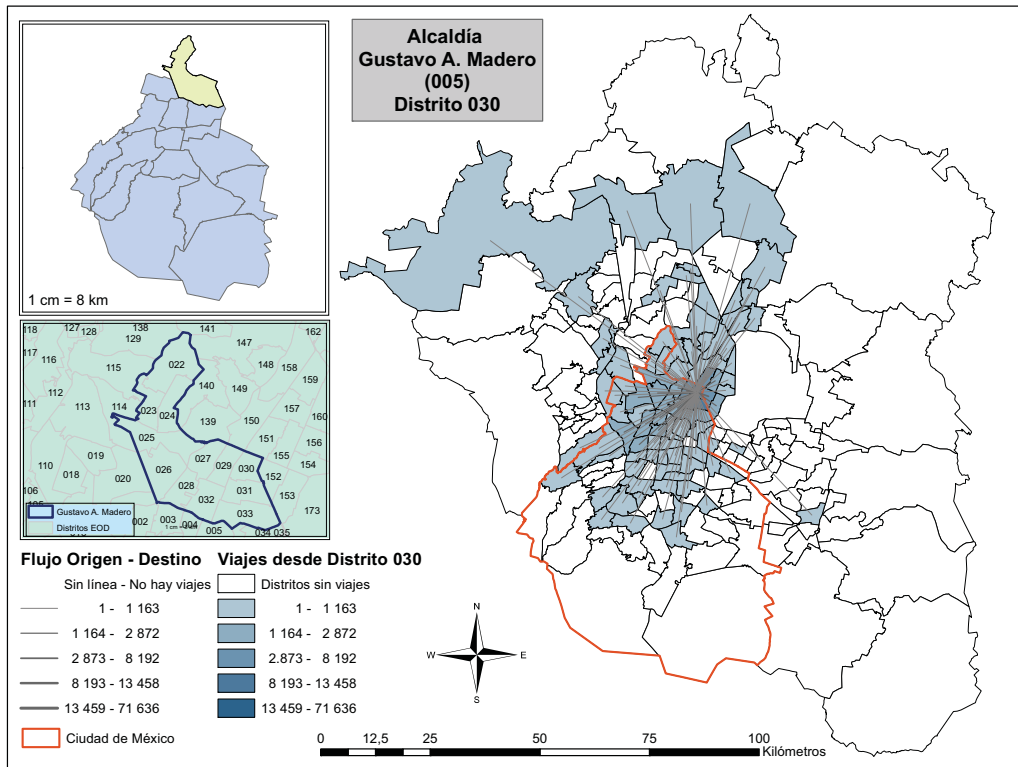 Alcaldía
Gustavo A. Madero
(005)
Distrito 030
1 cm = 8 km
118 127 128 138 141 162
129 147
117 116 115 022 148 158
140 149 159
112
111 113 114 023 024 157 160
139 150
025 151 156
019 027 155
110 018 020 026 029 030 152 154
028 031 153
106 032
002 003 004 033 173
005 034 035
1 cm =
Gustavo A. Madero
Distritos EOD
Flujo Origen - Destino
Sin línea - No hay viajes
1 - 1 163
1 164 - 2 872
2 873 - 8 192
8 193 - 13 458
13 459 - 71 636
Ciudad de México
Viajes desde Distrito 030
Distritos sin viajes
1 - 1 163
1 164 - 2 872
2.873 - 8 192
8 193 - 13 458
13 459 - 71 636
N
W E
S
0 12,5 25 50 75 100
Kilómetros